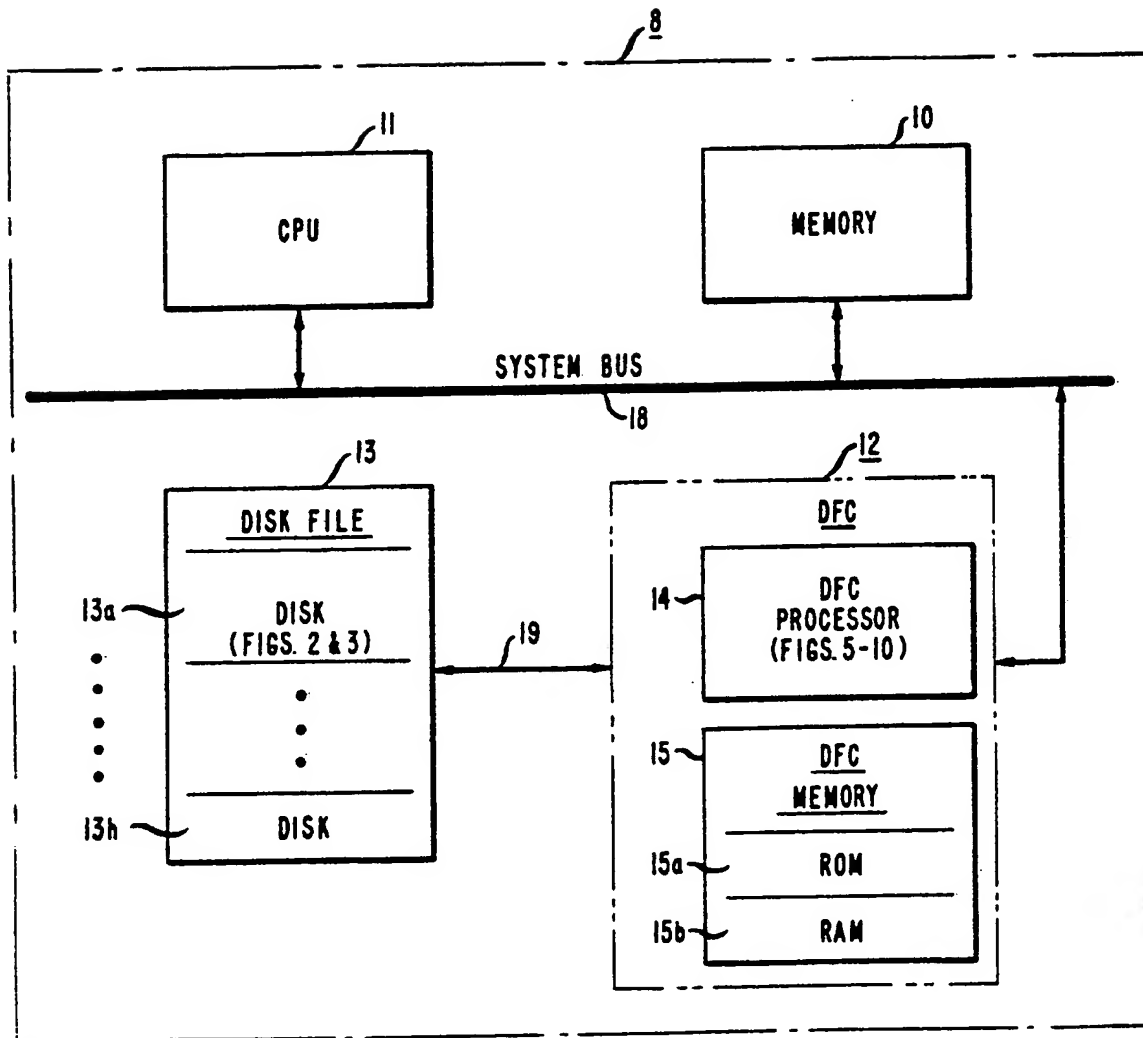 8
11
10
CPU
MEMORY
SYSTEM BUS
18
13
12
DISK FILE
DFC
13a
DISK
(FIGS. 2 & 3)
19
14
DFC
PROCESSOR
(FIGS. 5-10)
15
DFC
MEMORY
13h
DISK
15a
ROM
15b
RAM